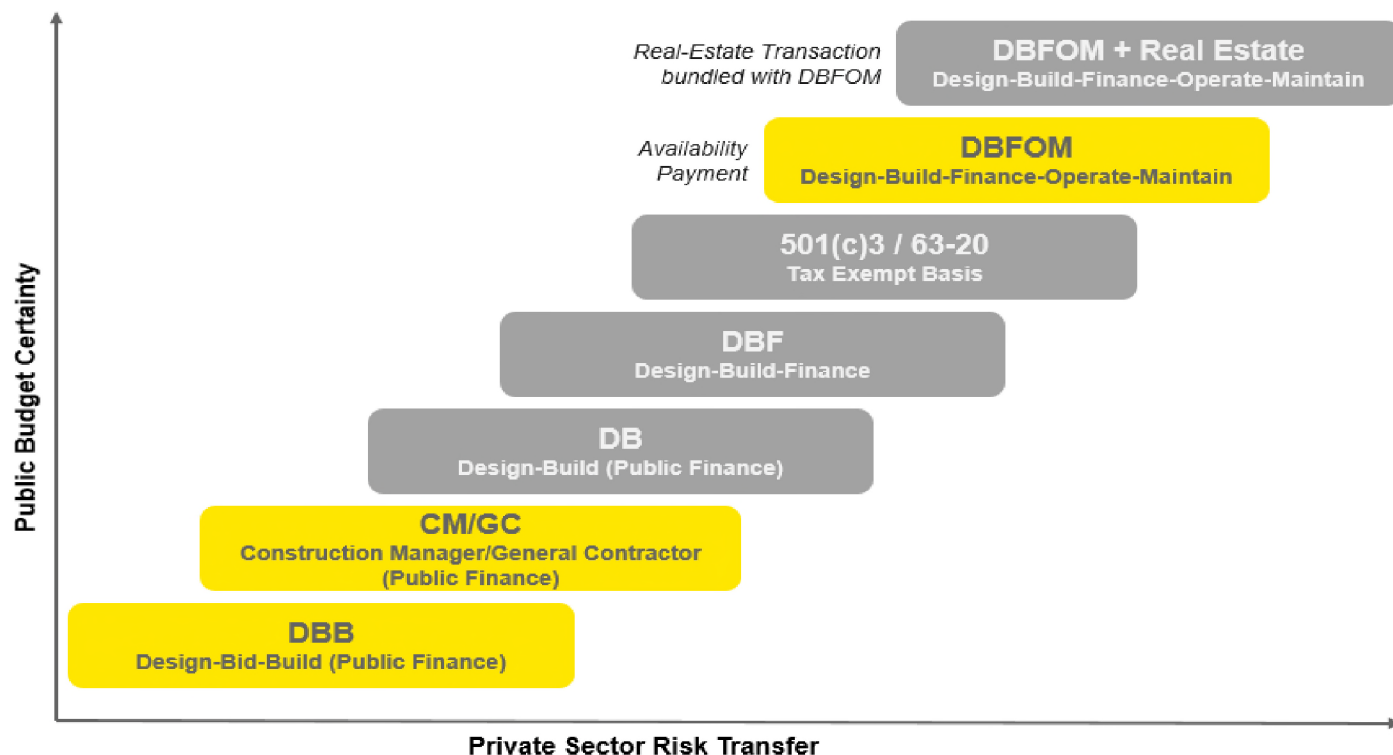 Real-Estate Transaction
bundled with DBFOM
DBFOM + Real Estate
Design-Build-Finance-Operate-Maintain
Availability
Payment
DBFOM
Design-Build-Finance-Operate-Maintain
501(c)3 / 63-20
Tax Exempt Basis
DBF
Design-Build-Finance
DB
Design-Build (Public Finance)
CM/GC
Construction Manager/General Contractor
(Public Finance)
DBB
Design-Bid-Build (Public Finance)
Public Budget Certainty
Private Sector Risk Transfer